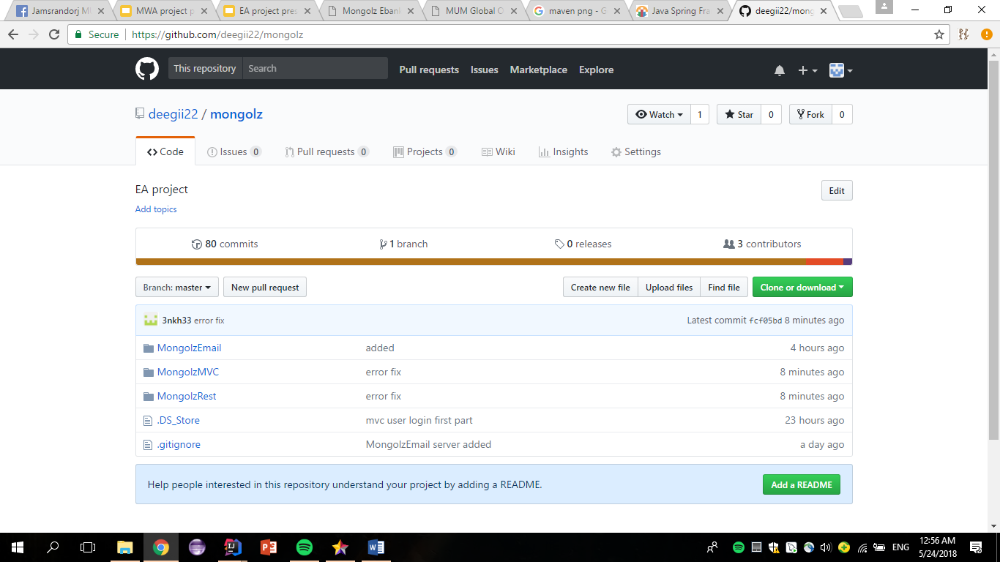 Jamsrandorj M
MWA project p
EA project pres
Mongolz Eban
MUM Global O
maven png - G
Java Spring Fra
deegii22/mong
Secure https://github.com/deegii22/mongolz
This repository Search Pull requests Issues Marketplace Explore
deegii22 / mongolz
Watch 1 Star 0 Fork 0
Code Issues 0 Pull requests 0 Projects 0 Wiki Insights Settings
EA project
Edit
Add topics
80 commits 1 branch 0 releases 3 contributors
Branch: master New pull request Create new file Upload files Find file Clone or download
3nkh33 error fix Latest commit fcf05bd 8 minutes ago
MongolzEmail added 4 hours ago
MongolzMVC error fix 8 minutes ago
MongolzRest error fix 8 minutes ago
.DS_Store mvc user login first part 23 hours ago
.gitignore MongolzEmail server added a day ago
Help people interested in this repository understand your project by adding a README. Add a README
ENG
12:56 AM
5/24/2018